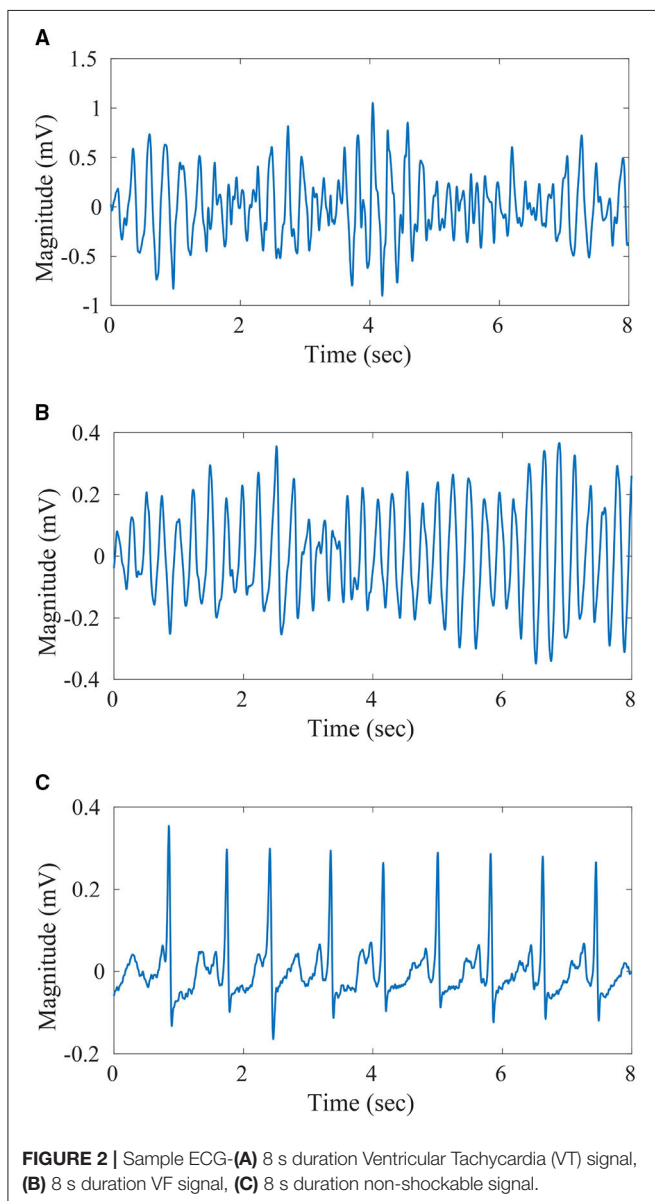 A
1.5
1
0.5
0
-0.5
-1
Magnitude (mV)
0 2 4 6 8
Time (sec)
B
0.4
0.2
0
-0.2
-0.4
Magnitude (mV)
0 2 4 6 8
Time (sec)
C
0.4
0.2
0
-0.2
Magnitude (mV)
0 2 4 6 8
Time (sec)
FIGURE 2 | Sample ECG-(A) 8 s duration Ventricular Tachycardia (VT) signal,
(B) 8 s duration VF signal, (C) 8 s duration non-shockable signal.